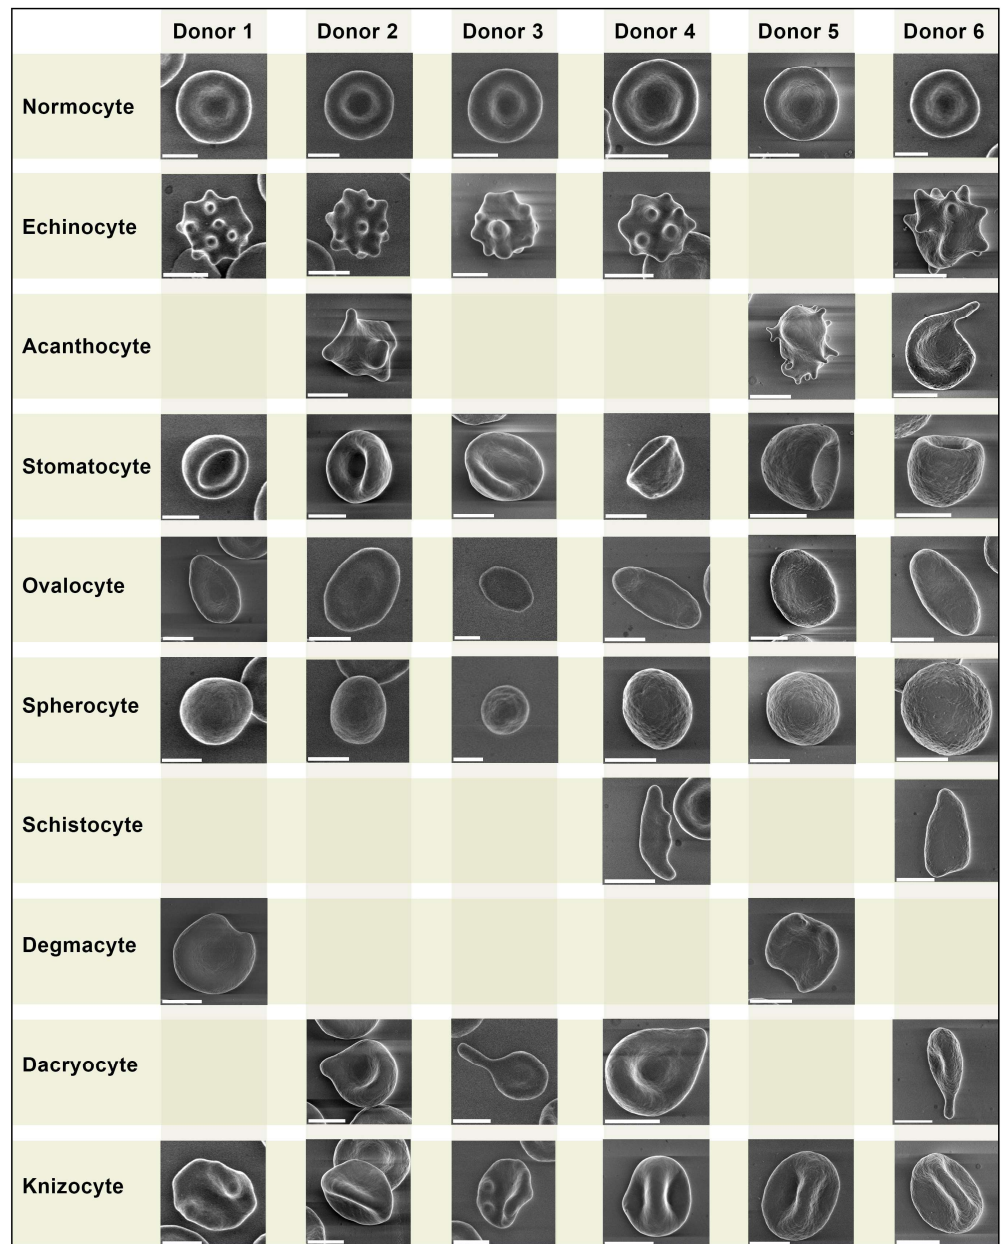 Donor 1 Donor 2 Donor 3 Donor 4 Donor 5 Donor 6
Normocyte
Echinocyte
Acanthocyte
Stomatocyte
Ovalocyte
Spherocyte
Schistocyte
Degmacyte
Dacryocyte
Knizocyte